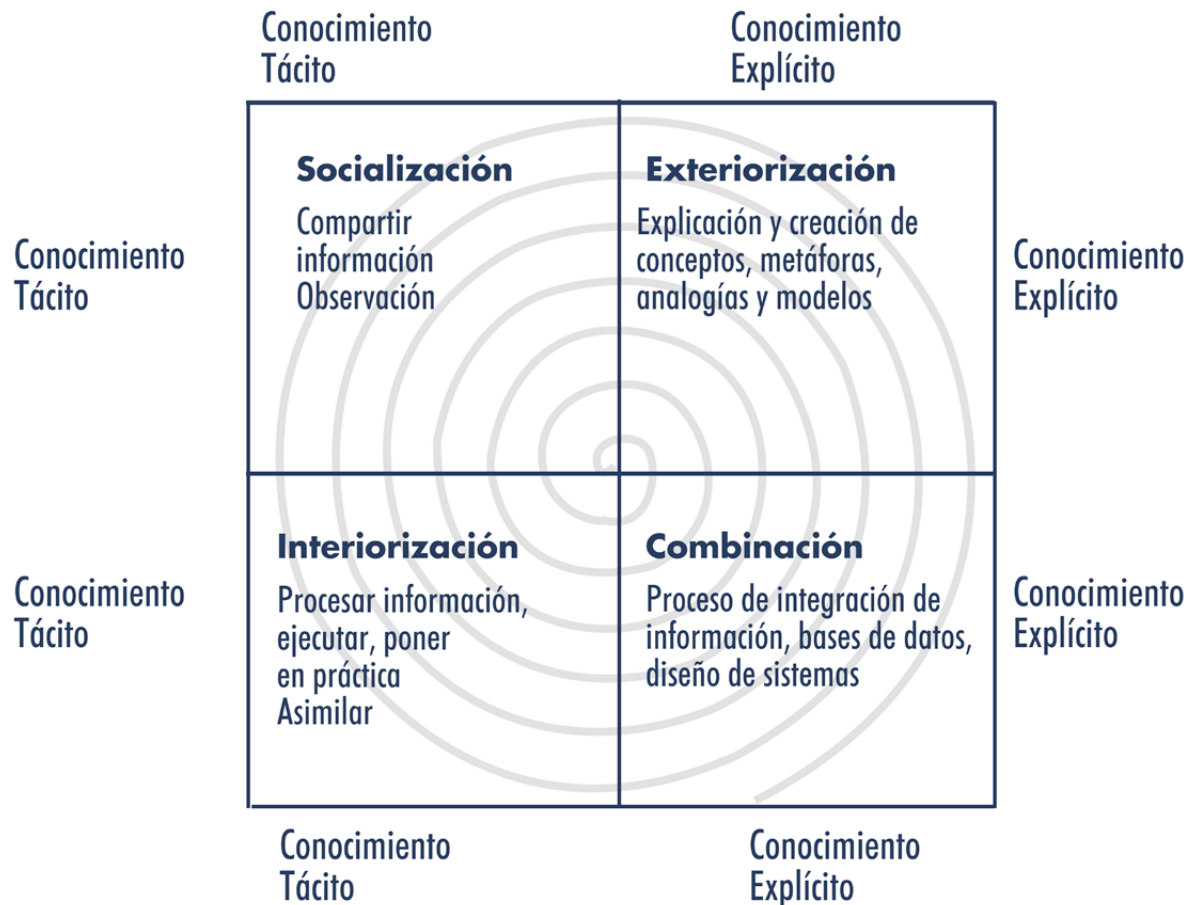 Conocimiento
Tácito
Conocimiento
Explícito
Socialización
Compartir
información
Observación
Exteriorización
Explicación y creación de
conceptos, metáforas,
analogías y modelos
Conocimiento
Tácito
Conocimiento
Explícito
Interiorización
Procesar información,
ejecutar, poner
en práctica
Asimilar
Combinación
Proceso de integración de
información, bases de datos,
diseño de sistemas
Conocimiento
Tácito
Conocimiento
Explícito
Conocimiento
Tácito
Conocimiento
Explícito